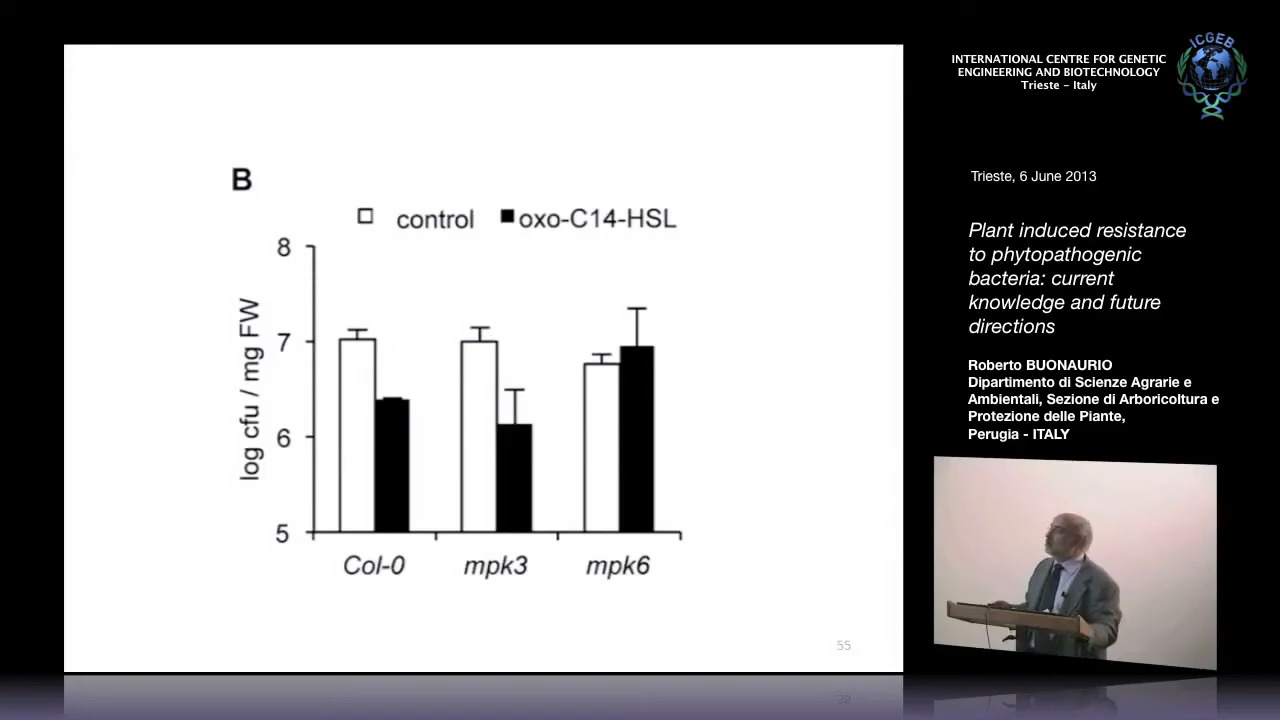 B
control oxo-C14-HSL
8
7
6
5
log cfu / mg FW
Col-0 mpk3 mpk6
55
INTERNATIONAL CENTRE FOR GENETIC
ENGINEERING AND BIOTECHNOLOGY
Trieste - Italy
ICGEB
Trieste, 6 June 2013
Plant induced resistance
to phytopathogenic
bacteria: current
knowledge and future
directions
Roberto BUONAURIO
Dipartimento di Scienze Agrarie e
Ambientali, Sezione di Arboricoltura e
Protezione delle Piante,
Perugia - ITALY